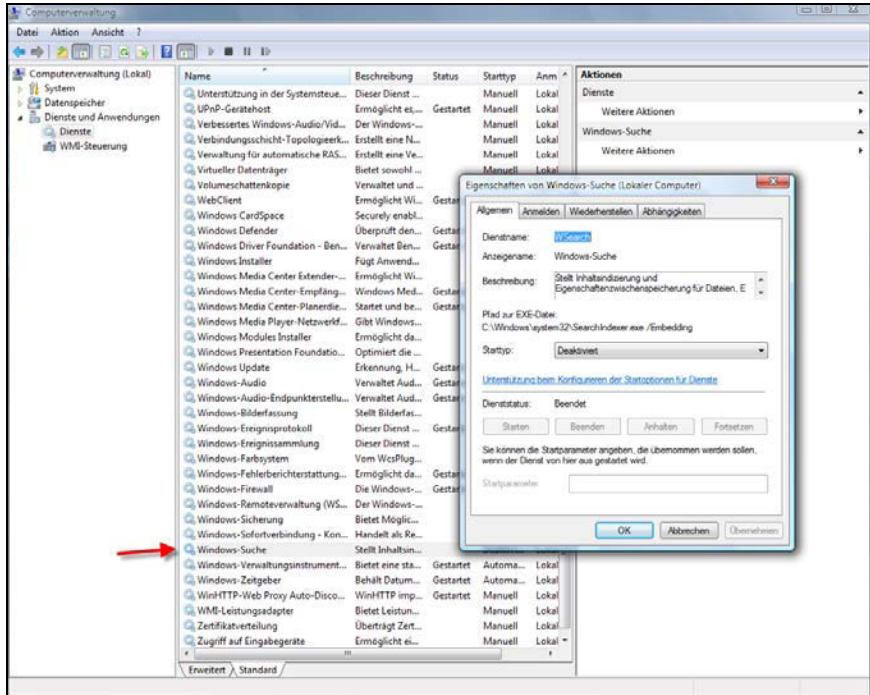 Computerverwaltung
Datei Aktion Ansicht ?
Computerverwaltung (Lokal)
System
Datenspeicher
Dienste und Anwendungen
Dienste
WMI-Steuerung
Name Beschreibung Status Starttyp Anm
Unterstützung in der Systemsteue... Dieser Dienst ... Manuell Lokal
UPnP-Gerätehost Ermöglicht es,... Gestartet Manuell Lokal
Verbessertes Windows-Audio/Vid... Der Windows-... Manuell Lokal
Verbindungsschicht-Topologieerk... Erstellt eine N... Manuell Lokal
Verwaltung für automatische RAS... Erstellt eine Ve... Manuell Lokal
Virtueller Datenträger Bietet sowohl ... Manuell Lokal
Volumeschattenkopie Verwaltet und ...
WebClient Ermöglicht Wi... Gestar
Windows CardSpace Securely enabl...
Windows Defender Überprüft den... Gestar
Windows Driver Foundation - Ben... Verwaltet Ben... Gestar
Windows Installer Fügt Anwend...
Windows Media Center Extender-... Ermöglicht Wi...
Windows Media Center-Empfäng... Windows Med... Gestar
Windows Media Center-Planerdie... Startet und be... Gestar
Windows Media Player-Netzwerkf... Gibt Windows...
Windows Modules Installer Ermöglicht da...
Windows Presentation Foundatio... Optimiert die ...
Windows Update Erkennung, H... Gestar
Windows-Audio Verwaltet Aud... Gestar
Windows-Audio-Endpunkterstellu... Verwaltet Aud... Gestar
Windows-Bilderfassung Stellt Bilderfas...
Windows-Ereignisprotokoll Dieser Dienst ... Gestar
Windows-Ereignissammlung Dieser Dienst ...
Windows-Farbsystem Vom WcsPlug...
Windows-Fehlerberichterstattung... Ermöglicht da... Gestar
Windows-Firewall Die Windows-... Gestar
Windows-Remoteverwaltung (WS... Der Windows-...
Windows-Sicherung Bietet Möglic...
Windows-Sofortverbindung - Kon... Handelt als Re...
Windows-Suche Stellt Inhaltsin...
Windows-Verwaltungsinstrument... Bietet eine sta... Gestartet Automa... Lokal
Windows-Zeitgeber Behält Datum... Gestartet Automa... Lokal
WinHTTP-Web Proxy Auto-Disco... WinHTTP imp... Gestartet Manuell Lokal
WMI-Leistungsadapter Bietet Leistun... Manuell Lokal
Zertifikatverteilung Überträgt Zert... Manuell Lokal
Zugriff auf Eingabegeräte Ermöglicht ei... Manuell Lokal
Erweitert Standard
Aktionen
Dienste
Weitere Aktionen
Windows-Suche
Weitere Aktionen
Eigenschaften von Windows-Suche (Lokaler Computer)
Allgemein Anmelden Wiederherstellen Abhängigkeiten
Dienstname: WSearch
Anzeigename: Windows-Suche
Beschreibung: Stellt Inhaltsindizierung und
Eigenschaftenzwischenspeicherung für Dateien, E
Pfad zur EXE-Datei:
C:\Windows\system32\SearchIndexer.exe /Embedding
Starttyp: Deaktiviert
Unterstützung beim Konfigurieren der Startoptionen für Dienste
Dienststatus: Beendet
Starten Beenden Anhalten Fortsetzen
Sie können die Startparameter angeben, die übernommen werden sollen,
wenn der Dienst von hier aus gestartet wird.
Startparameter:
OK Abbrechen Übernehmen